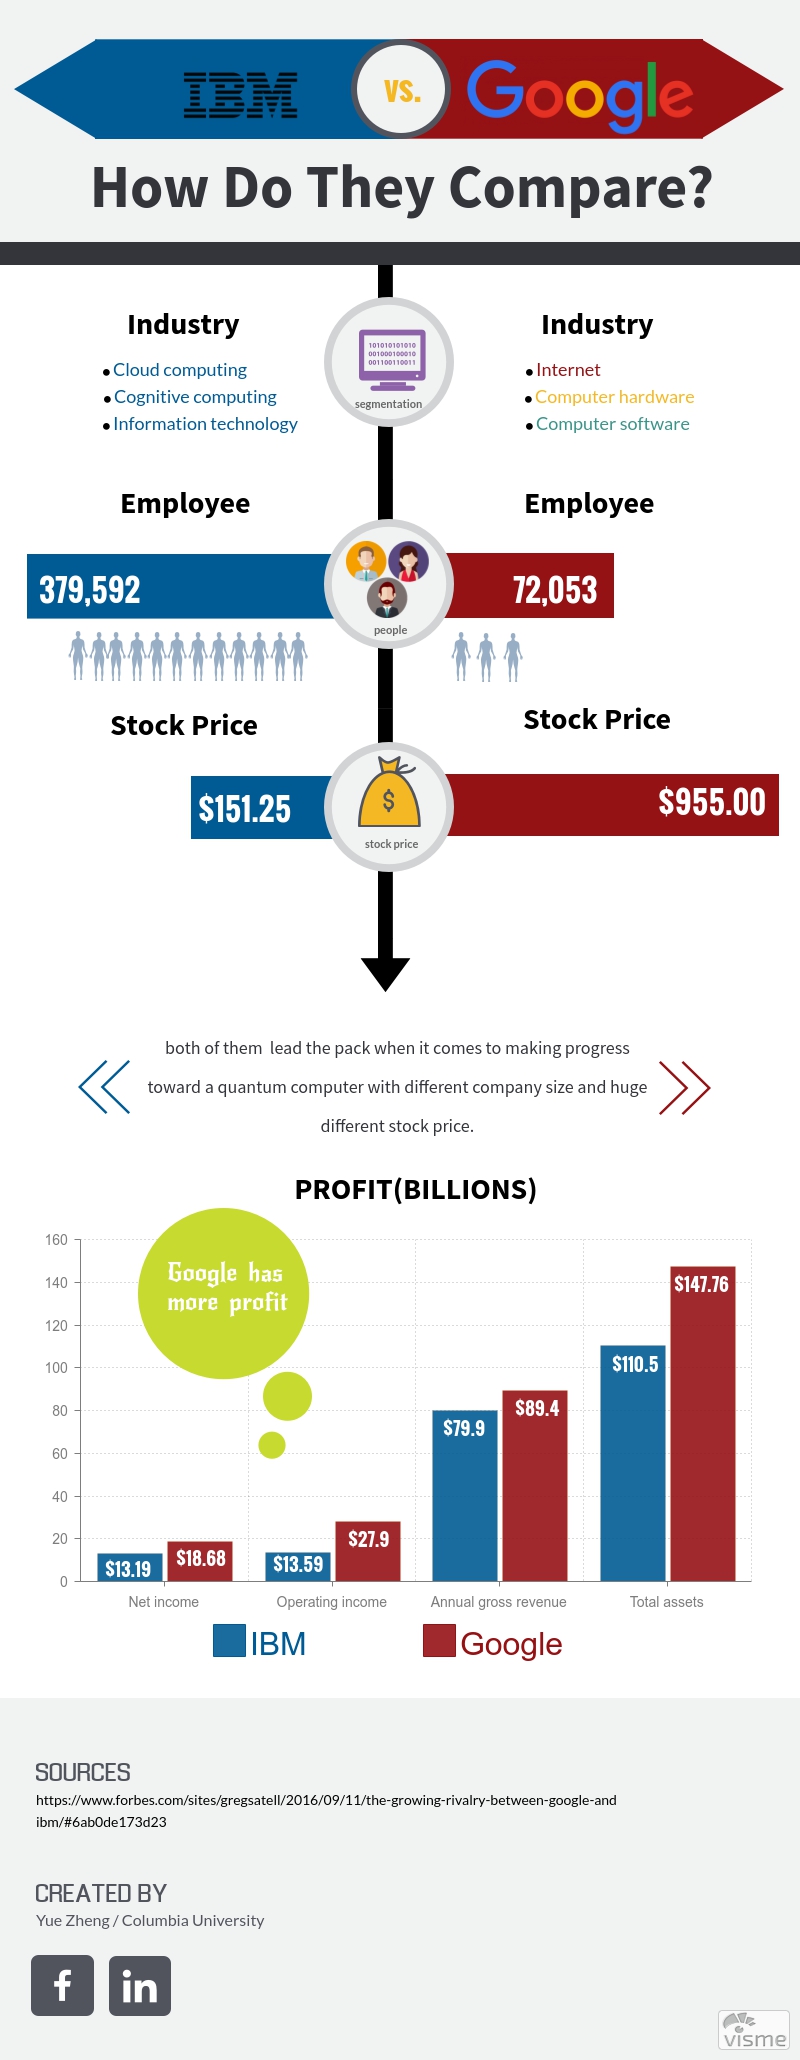 IBM
vs.
Google
How Do They Compare?
Industry
Cloud computing
Cognitive computing
Information technology
101010101010
001000100010
001100110011
segmentation
Industry
Internet
Computer hardware
Computer software
Employee
379,592
people
Employee
72,053
Stock Price
$151.25
$
stock price
Stock Price
$955.00
both of them lead the pack when it comes to making progress
toward a quantum computer with different company size and huge
different stock price.
PROFIT(BILLIONS)
Google has
more profit
160
140
120
100
80
60
40
20
0
$13.19
$18.68
$13.59
$27.9
$79.9
$89.4
$110.5
$147.76
Net income
Operating income
Annual gross revenue
Total assets
IBM
Google
SOURCES
https://www.forbes.com/sites/gregsatell/2016/09/11/the-growing-rivalry-between-google-and
ibm/#6ab0de173d23
CREATED BY
Yue Zheng / Columbia University
f
in
visme